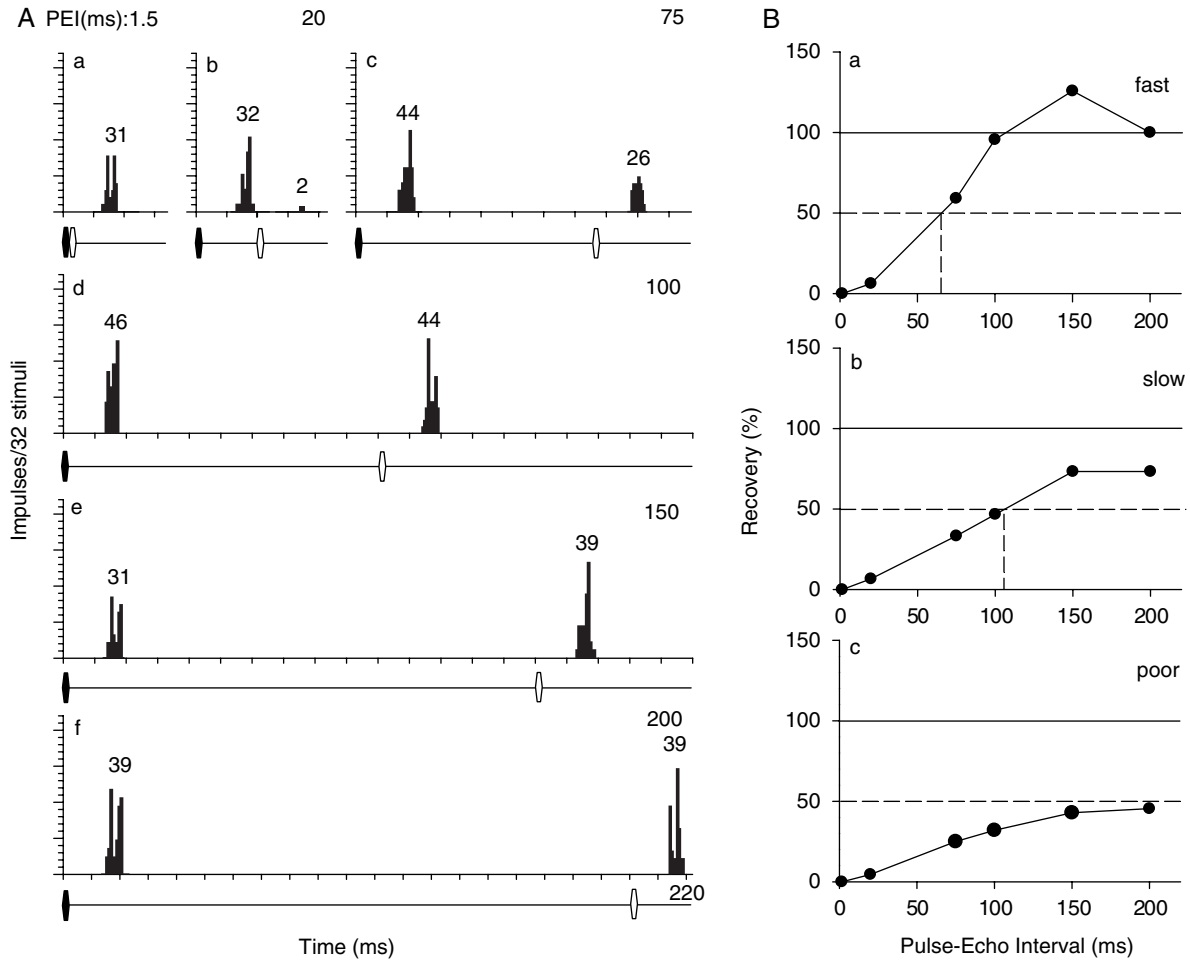 A PEI(ms):1.5 20 75
a b c
31
32
2
44
26
d 100
46
44
e 150
31
39
f 200
39
39
220
Impulses/32 stimuli
Time (ms)
B
a fast
150
100
50
0
0 50 100 150 200
b slow
150
100
50
0
0 50 100 150 200
c poor
150
100
50
0
0 50 100 150 200
Recovery (%)
Pulse-Echo Interval (ms)